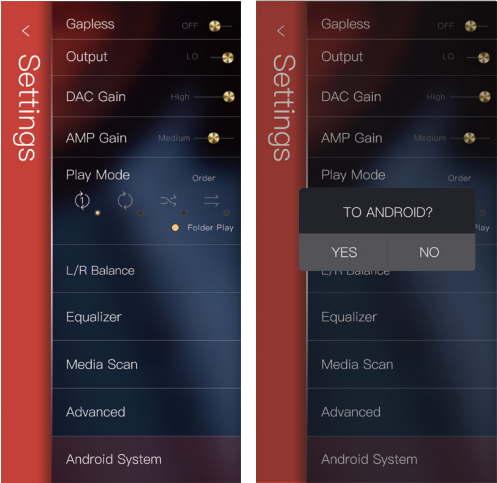 <
Settings
Gapless OFF
Output LO
DAC Gain High
AMP Gain Medium
Play Mode Order
1
Folder Play
L/R Balance
Equalizer
Media Scan
Advanced
Android System
<
Settings
Gapless OFF
Output LO
DAC Gain High
AMP Gain Medium
Play Mode Order
TO ANDROID?
Play
YES NO
L/R Balance
Equalizer
Media Scan
Advanced
Android System